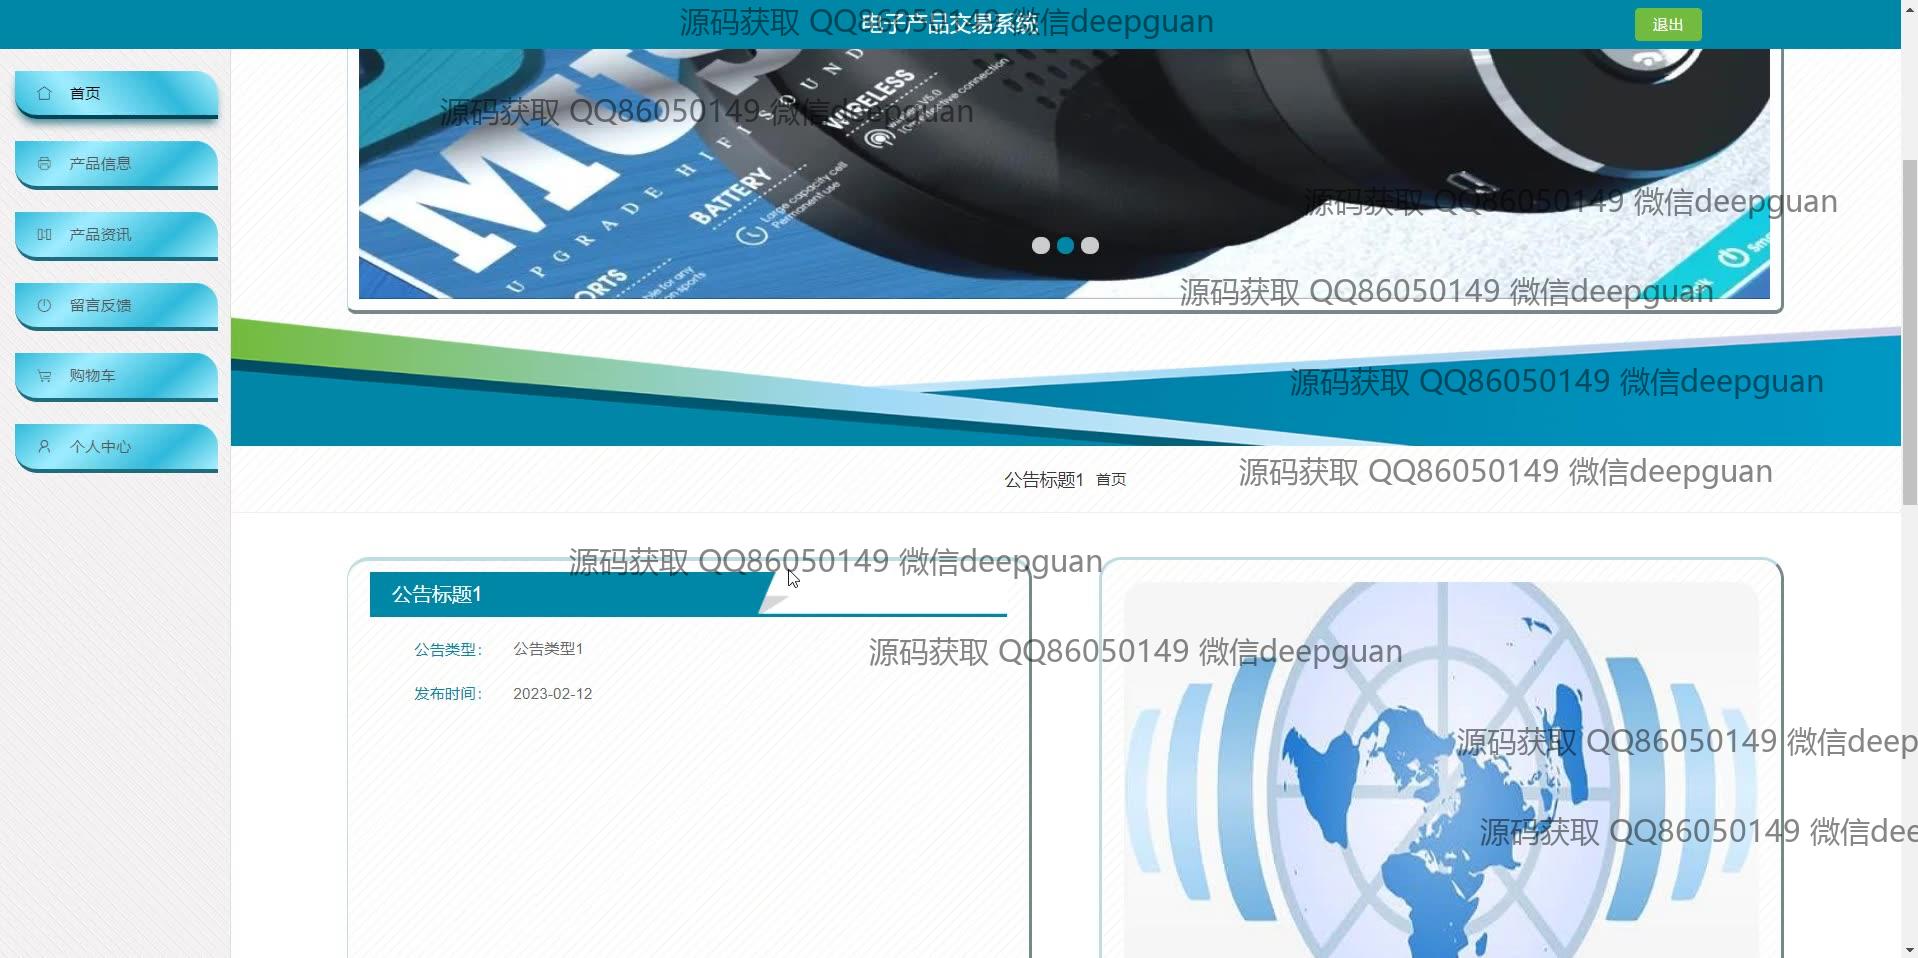 源码获取 QQ86050149 微信deepguan
电子产品交易系统
退出
首页
产品信息
产品资讯
留言反馈
购物车
个人中心
源码获取 QQ86050149 微信deepguan
WIRELESS
UPGRADE HIFI SOUND
BATTERY
Large capacity cell
Permanent use
源码获取 QQ86050149 微信deepguan
源码获取 QQ86050149 微信deepguan
源码获取 QQ86050149 微信deepguan
公告标题1 首页
源码获取 QQ86050149 微信deepguan
源码获取 QQ86050149 微信deepguan
公告标题1
公告类型： 公告类型1
源码获取 QQ86050149 微信deepguan
发布时间： 2023-02-12
源码获取 QQ86050149 微信deep
源码获取 QQ86050149 微信dee